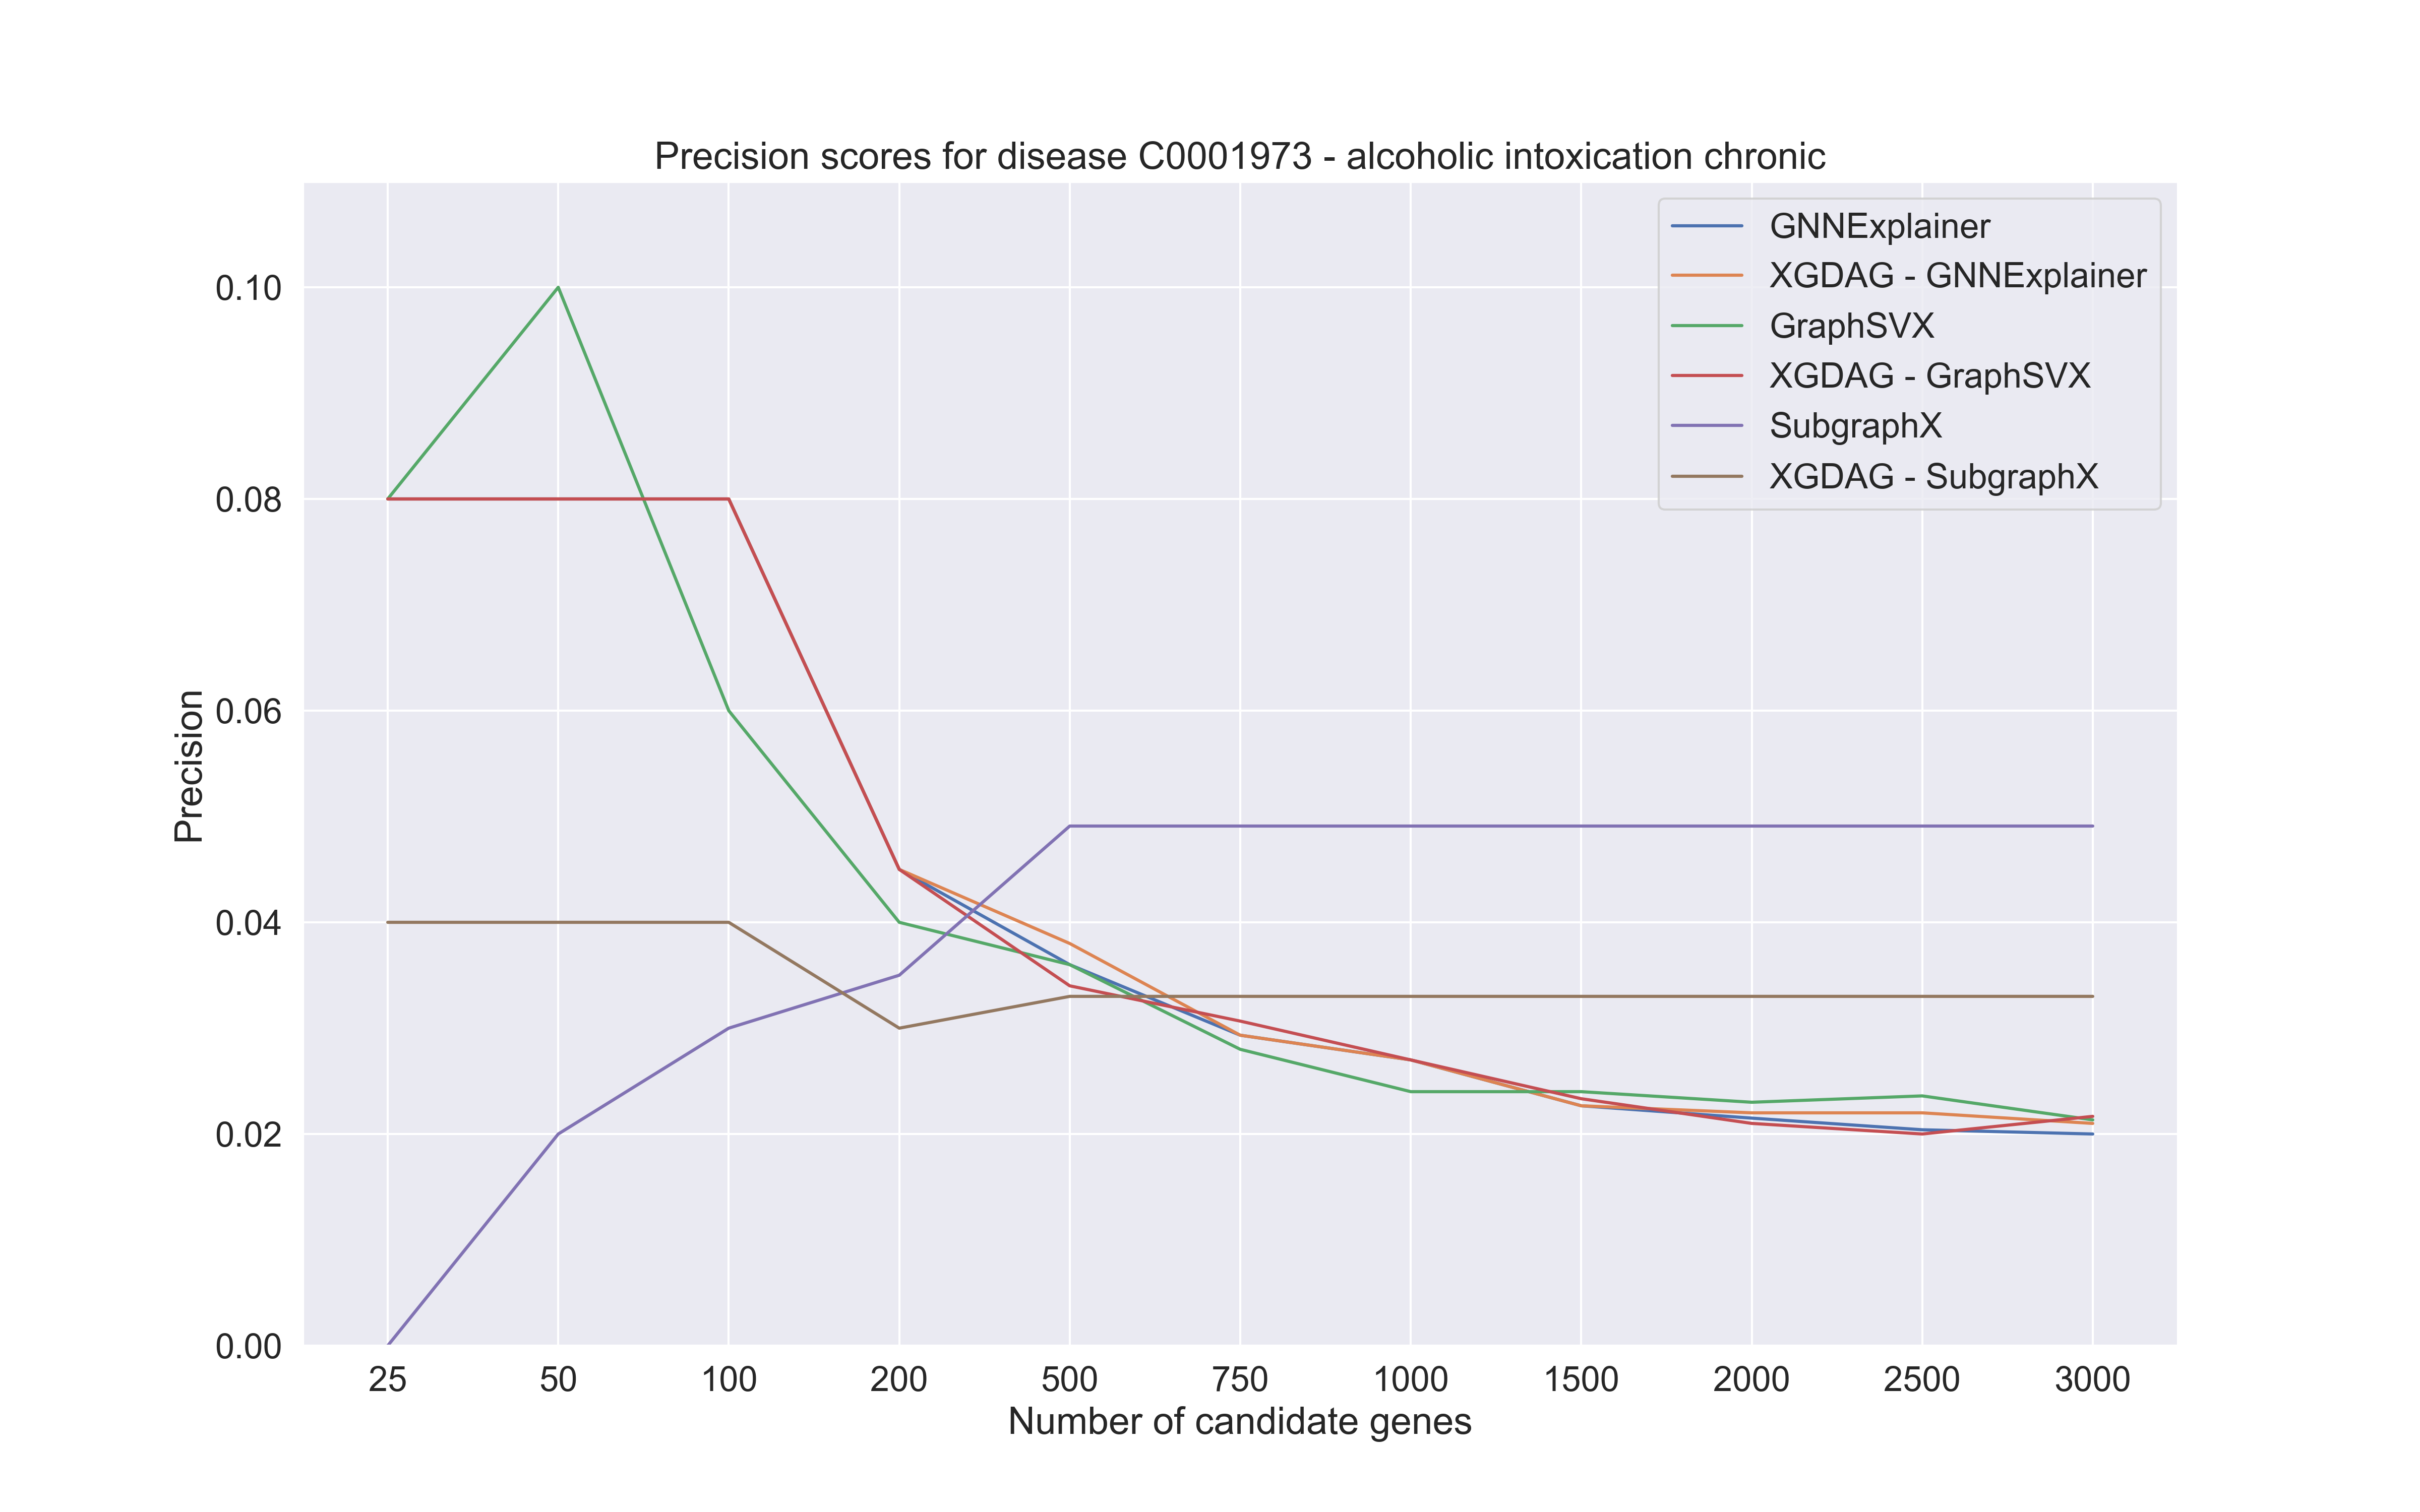 Precision scores for disease C0001973 - alcoholic intoxication chronic
GNNExplainer
XGDAG - GNNExplainer
GraphSVX
XGDAG - GraphSVX
SubgraphX
XGDAG - SubgraphX
Precision
0.10
0.08
0.06
0.04
0.02
0.00
25 50 100 200 500 750 1000 1500 2000 2500 3000
Number of candidate genes